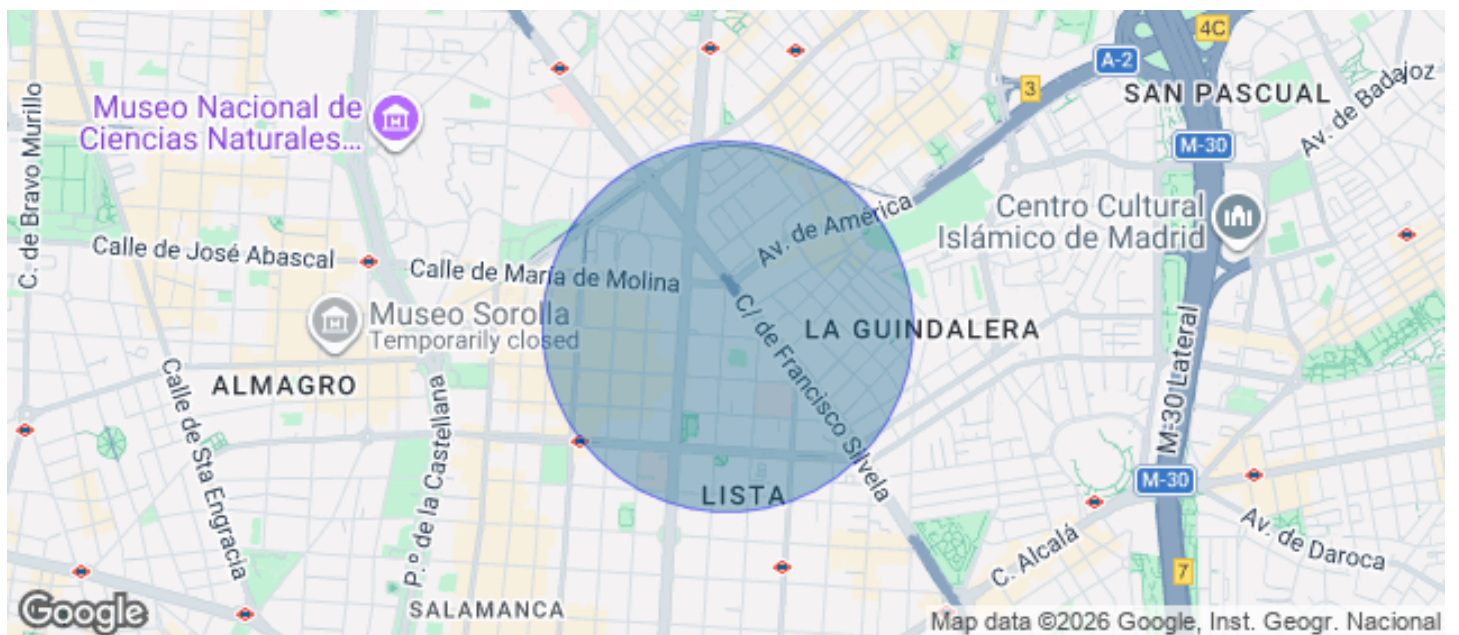 4C
A-2
3
SAN PASCUAL
Av. de Badajoz
Museo Nacional de
Ciencias Naturales...
C. de Bravo Murillo
M-30
Centro Cultural
Islámico de Madrid
Av. de América
Calle de José Abascal
Calle de María de Molina
Museo Sorolla
Temporarily closed
C/ de Francisco Silvela
LA GUINDALERA
ALMAGRO
Calle de Sta Engracia
P.º de la Castellana
M-30 Lateral
M-30
LISTA
Av. de Daroca
C. Alcalá
7
SALAMANCA
Google
Map data ©2026 Google, Inst. Geogr. Nacional